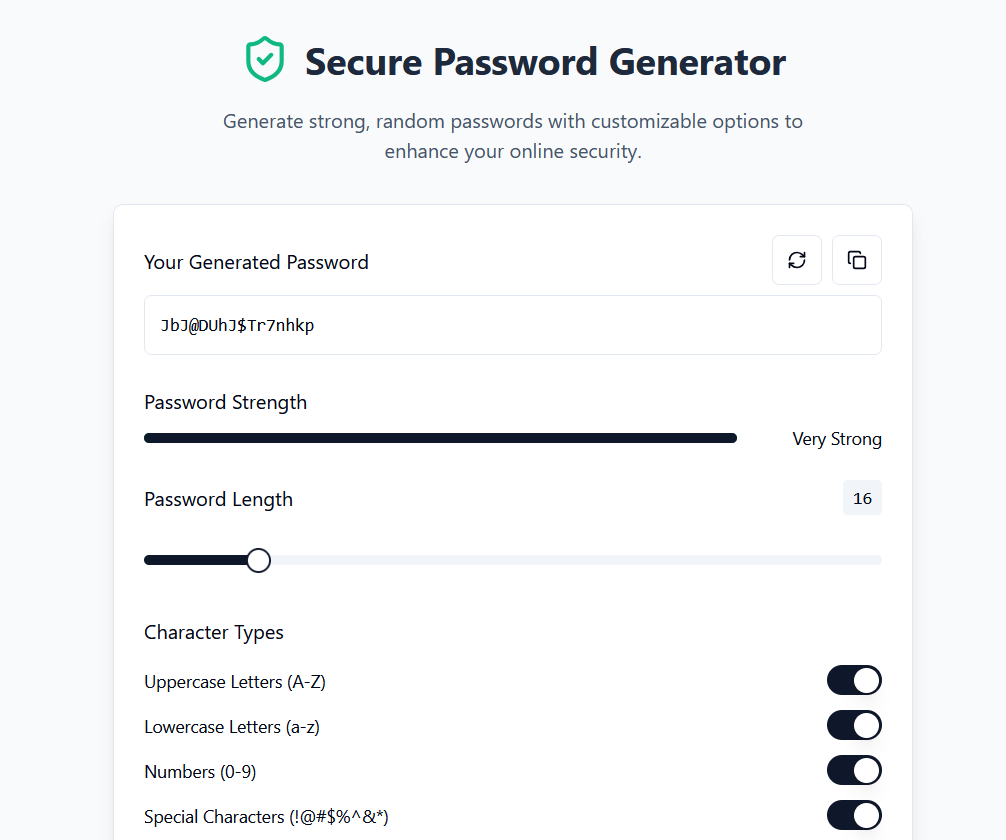 Secure Password Generator
Generate strong, random passwords with customizable options to
enhance your online security.
Your Generated Password
JbJ@DUhJ$Tr7nhkp
Password Strength
Very Strong
Password Length
16
Character Types
Uppercase Letters (A-Z)
Lowercase Letters (a-z)
Numbers (0-9)
Special Characters (!@#$%^&*)